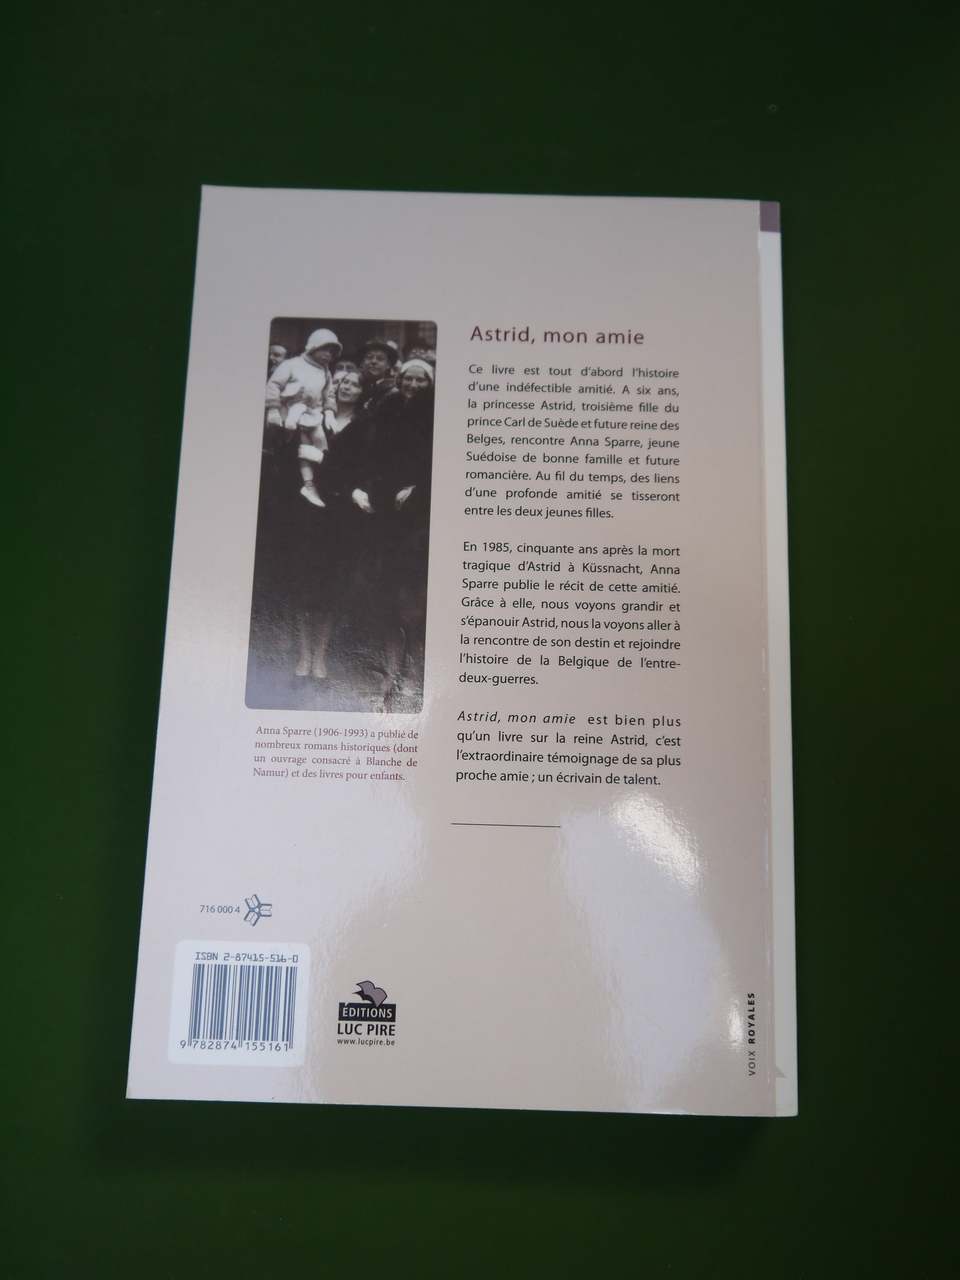 Astrid, mon amie
Ce livre est tout d'abord l'histoire
d'une indéfectible amitié. A six ans,
la princesse Astrid, troisième fille du
prince Carl de Suède et future reine des
Belges, rencontre Anna Sparre, jeune
Suédoise de bonne famille et future
romancière. Au fil du temps, des liens
d'une profonde amitié se tisseront
entre les deux jeunes filles.
En 1985, cinquante ans après la mort
tragique d'Astrid à Küssnacht, Anna
Sparre publie le récit de cette amitié.
Grâce à elle, nous voyons grandir et
s'épanouir Astrid, nous la voyons aller à
la rencontre de son destin et rejoindre
l'histoire de la Belgique de l'entre-
deux-guerres.
Astrid, mon amie est bien plus
qu'un livre sur la reine Astrid, c'est
l'extraordinaire témoignage de sa plus
proche amie ; un écrivain de talent.
Anna Sparre (1906-1993) a publié de
nombreux romans historiques (dont
un ouvrage consacré à Blanche de
Namur) et des livres pour enfants.
716 000 4
ISBN 2-87415-516-0
9 782874 155161
ÉDITIONS
LUC PIRE
www.lucpire.be
VOIX ROYALES